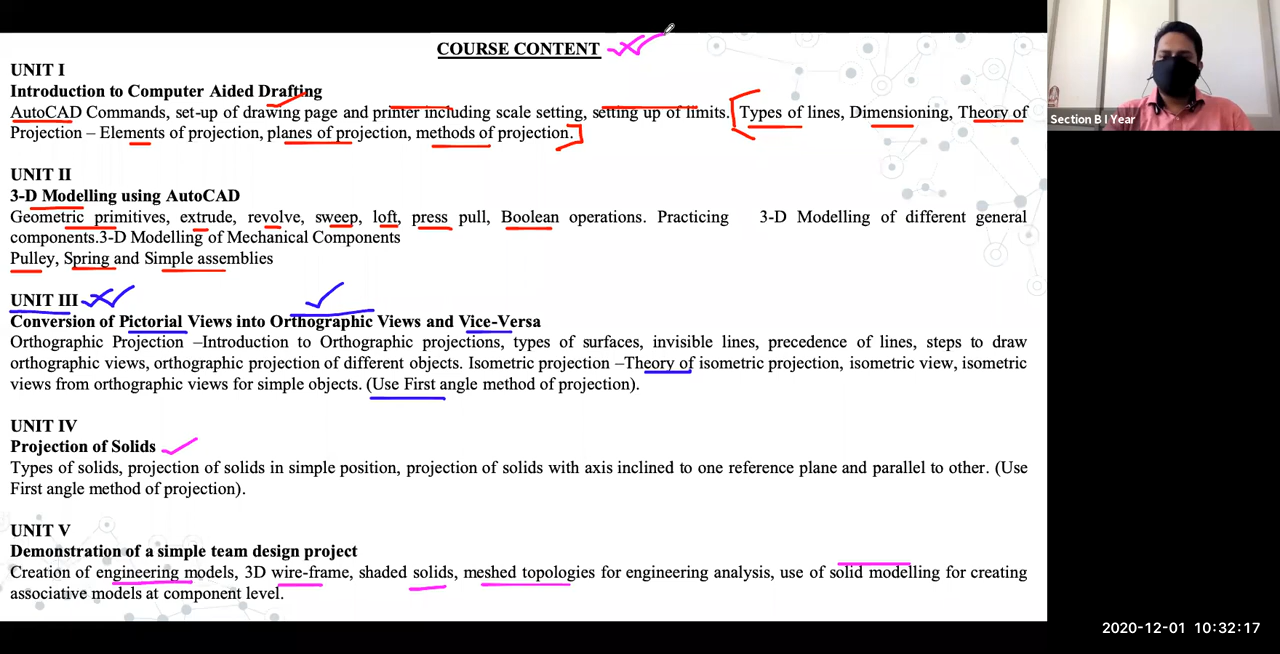 COURSE CONTENT
UNIT I
Introduction to Computer Aided Drafting
AutoCAD Commands, set-up of drawing page and printer including scale setting, setting up of limits. Types of lines, Dimensioning, Theory of
Projection – Elements of projection, planes of projection, methods of projection.
UNIT II
3-D Modelling using AutoCAD
Geometric primitives, extrude, revolve, sweep, loft, press pull, Boolean operations. Practicing 3-D Modelling of different general
components.3-D Modelling of Mechanical Components
Pulley, Spring and Simple assemblies
UNIT III
Conversion of Pictorial Views into Orthographic Views and Vice-Versa
Orthographic Projection –Introduction to Orthographic projections, types of surfaces, invisible lines, precedence of lines, steps to draw
orthographic views, orthographic projection of different objects. Isometric projection –Theory of isometric projection, isometric view, isometric
views from orthographic views for simple objects. (Use First angle method of projection).
UNIT IV
Projection of Solids
Types of solids, projection of solids in simple position, projection of solids with axis inclined to one reference plane and parallel to other. (Use
First angle method of projection).
UNIT V
Demonstration of a simple team design project
Creation of engineering models, 3D wire-frame, shaded solids, meshed topologies for engineering analysis, use of solid modelling for creating
associative models at component level.
Section B I Year
2020-12-01 10:32:17